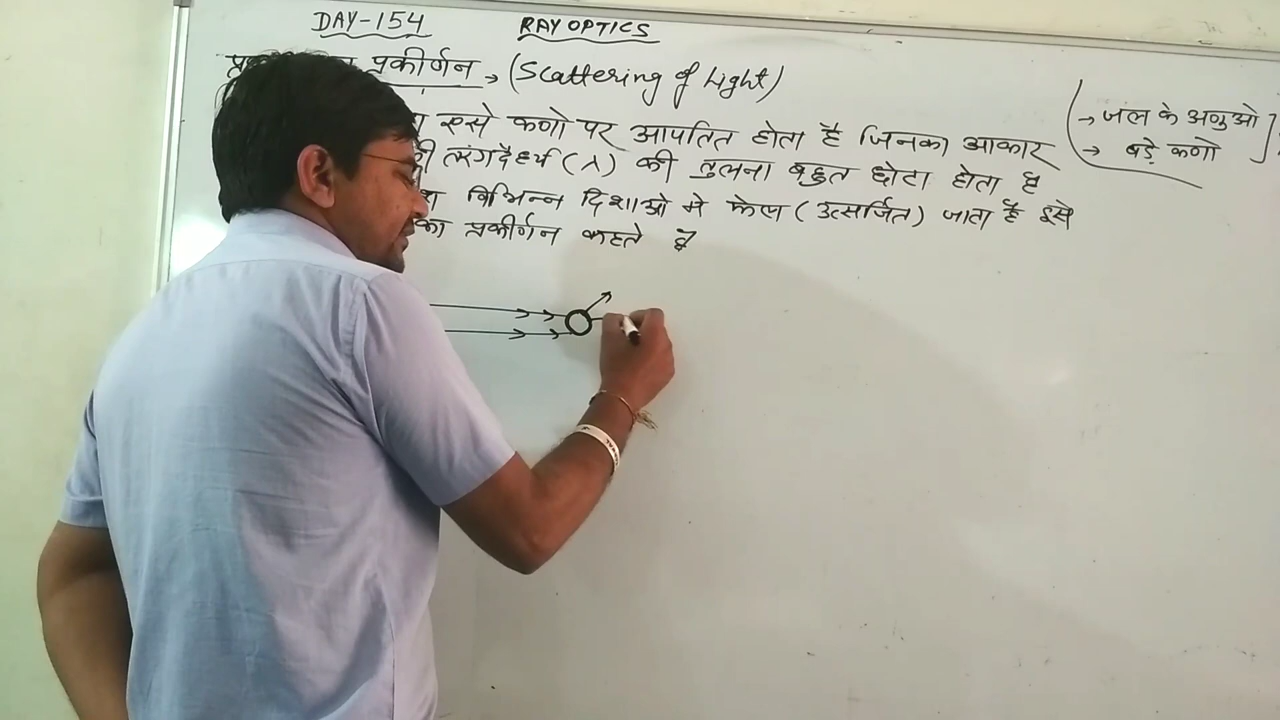 DAY-154 RAY OPTICS
प्रकीर्णन → (Scattering of Light)
कणो पर आपतित होता है जिनका आकार
तरंगदैर्ध्य (λ) की तुलना बहुत छोटा होता है
विभिन्न दिशाओ मे फैल (उत्सर्जित) जाता है इसे
का प्रकीर्णन कहते है
→ जल के अणुओ
→ बड़े कणो